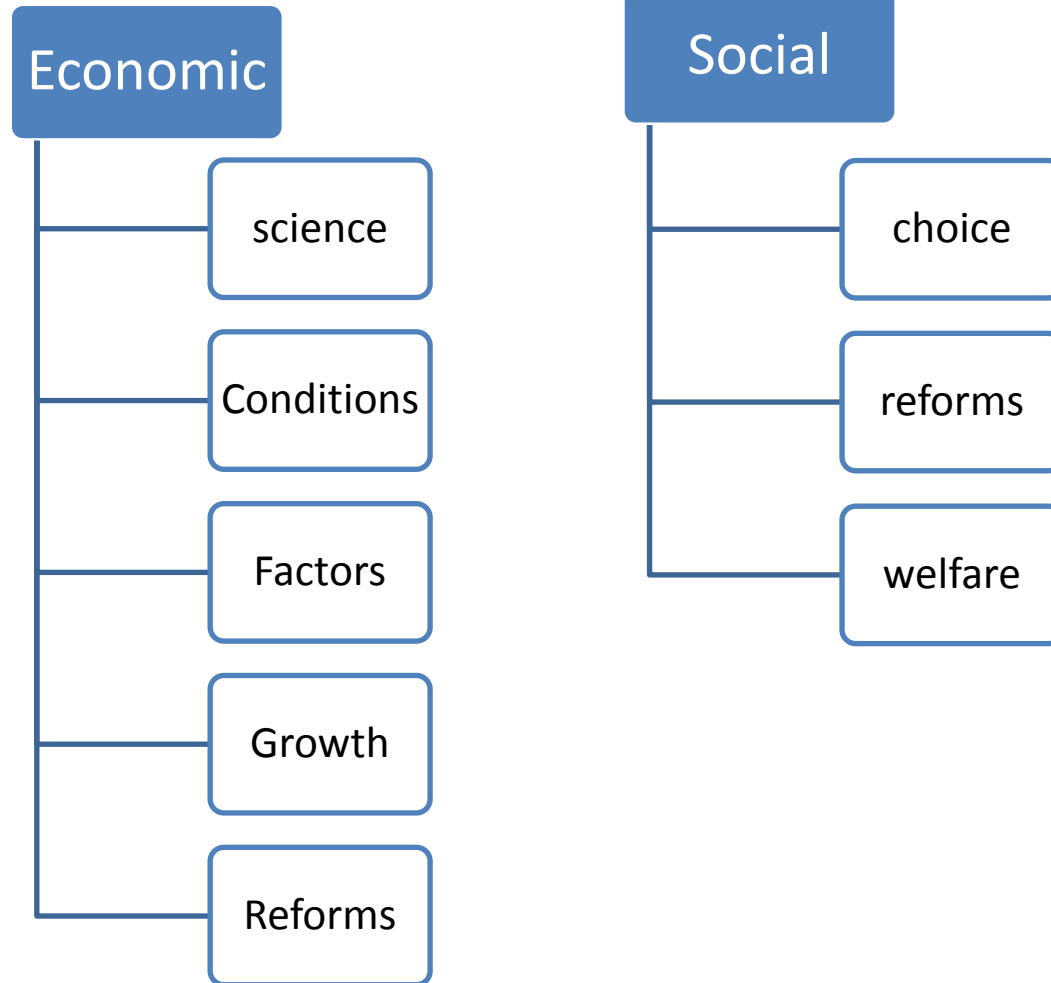 Economic
science
Conditions
Factors
Growth
Reforms
Social
choice
reforms
welfare